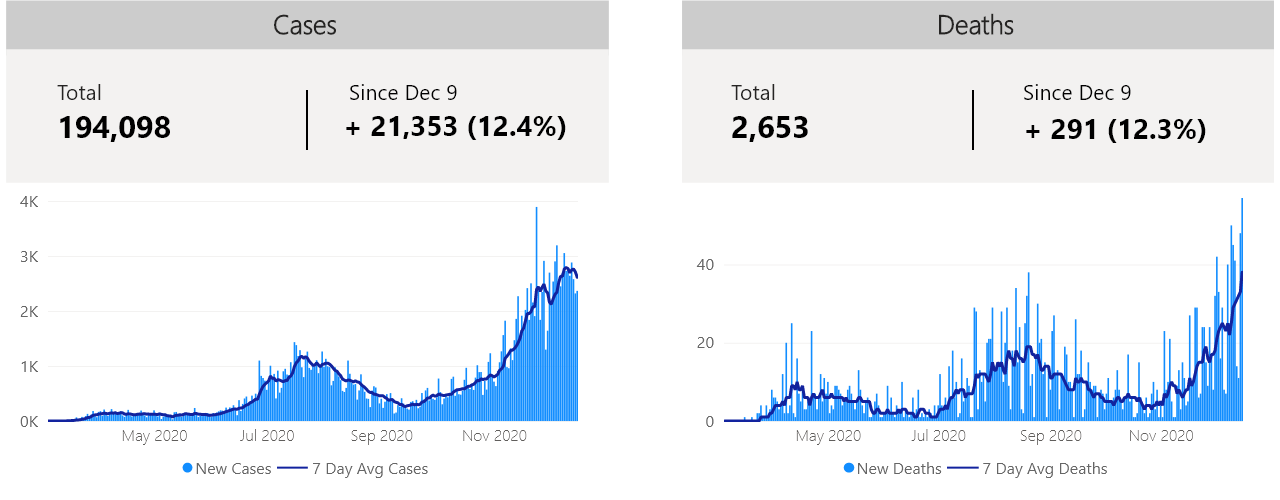 Cases
Total
Since Dec 9
194,098
+ 21,353 (12.4%)
4K
3K
2K
1K
0K
May 2020
Jul 2020
Sep 2020
Nov 2020
New Cases
7 Day Avg Cases
Deaths
Total
Since Dec 9
2,653
+ 291 (12.3%)
40
20
0
May 2020
Jul 2020
Sep 2020
Nov 2020
New Deaths
7 Day Avg Deaths